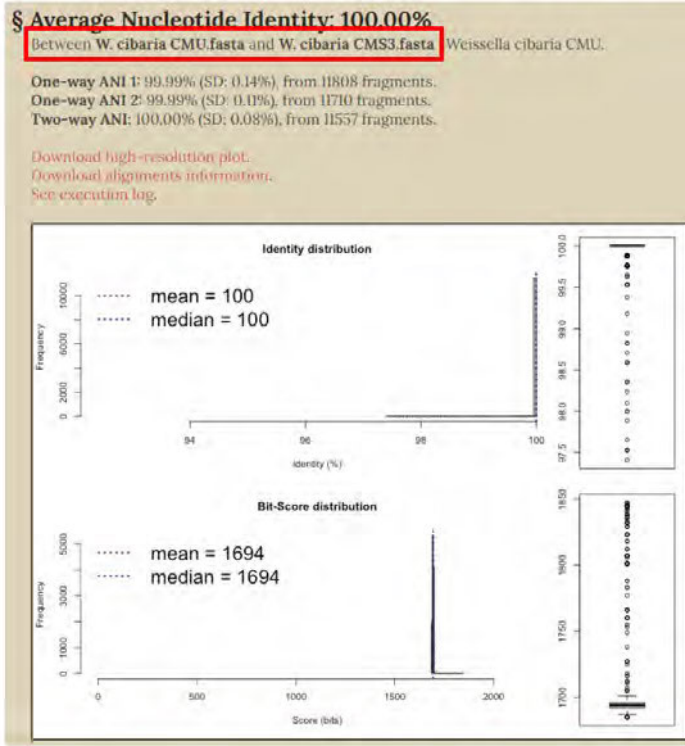 § Average Nucleotide Identity: 100.00%
Between W. cibaria CMU.fasta and W. cibaria CMS3.fasta Weissella cibaria CMU.
One-way ANI 1: 99.99% (SD: 0.14%), from 11808 fragments.
One-way ANI 2: 99.99% (SD: 0.11%), from 11710 fragments.
Two-way ANI: 100.00% (SD: 0.08%), from 11557 fragments.
Download high-resolution plot.
Download alignments information.
See execution log.
Identity distribution
mean = 100
median = 100
Frequency
0 2000 6000 10000
94 96 98 100
Identity (%)
97.5 98.0 98.5 99.0 99.5 100.0
Bit-Score distribution
mean = 1694
median = 1694
Frequency
0 1000 3000 5000
0 500 1000 1500 2000
Score (bits)
1700 1750 1800 1850